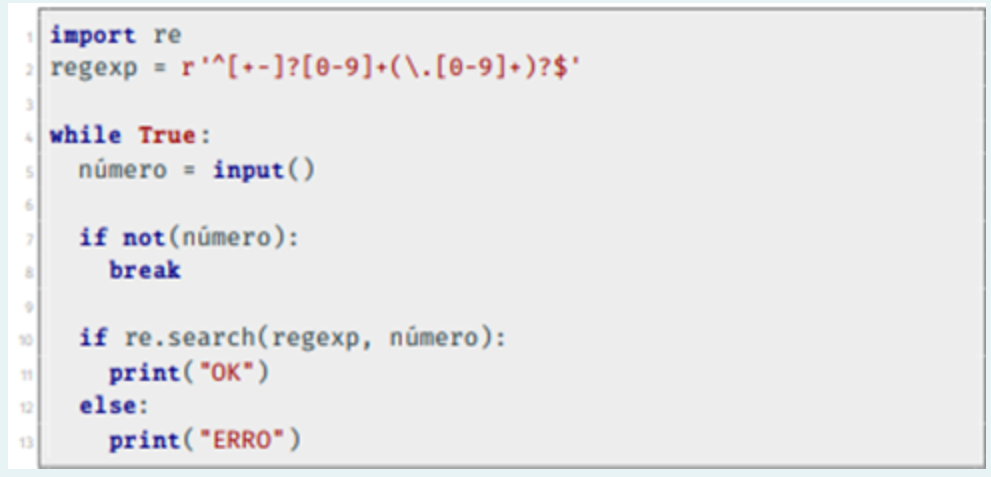 1 import re
2 regexp = r'^[+-]?[0-9]+(\.[0-9]+)?$'
3
4 while True:
5   número = input()
6
7   if not(número):
8     break
9
10   if re.search(regexp, número):
11     print("OK")
12   else:
13     print("ERRO")